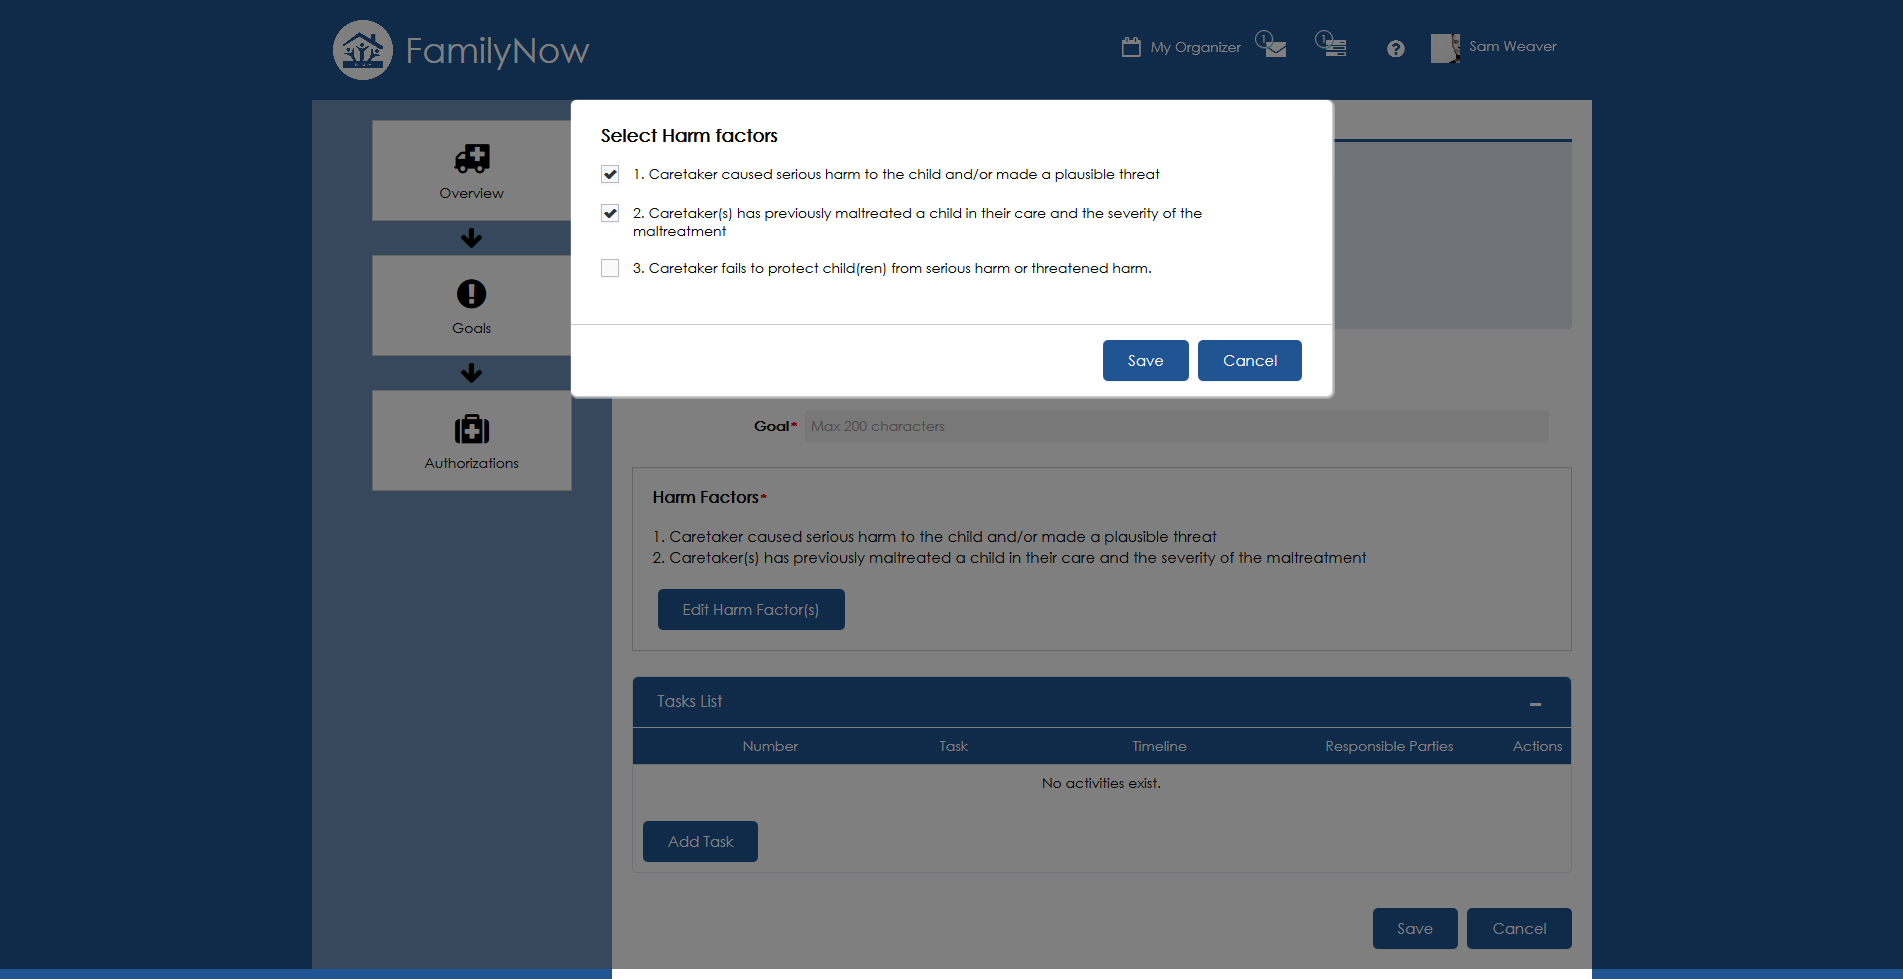 FamilyNow
My Organizer
1
1
Sam Weaver
Overview
Goals
Authorizations
Select Harm factors
1. Caretaker caused serious harm to the child and/or made a plausible threat
2. Caretaker(s) has previously maltreated a child in their care and the severity of the
maltreatment
3. Caretaker fails to protect child(ren) from serious harm or threatened harm.
Save
Cancel
Goal*
Max 200 characters
Harm Factors*
1. Caretaker caused serious harm to the child and/or made a plausible threat
2. Caretaker(s) has previously maltreated a child in their care and the severity of the maltreatment
Edit Harm Factor(s)
Tasks List
Number Task Timeline Responsible Parties Actions
No activities exist.
Add Task
Save
Cancel